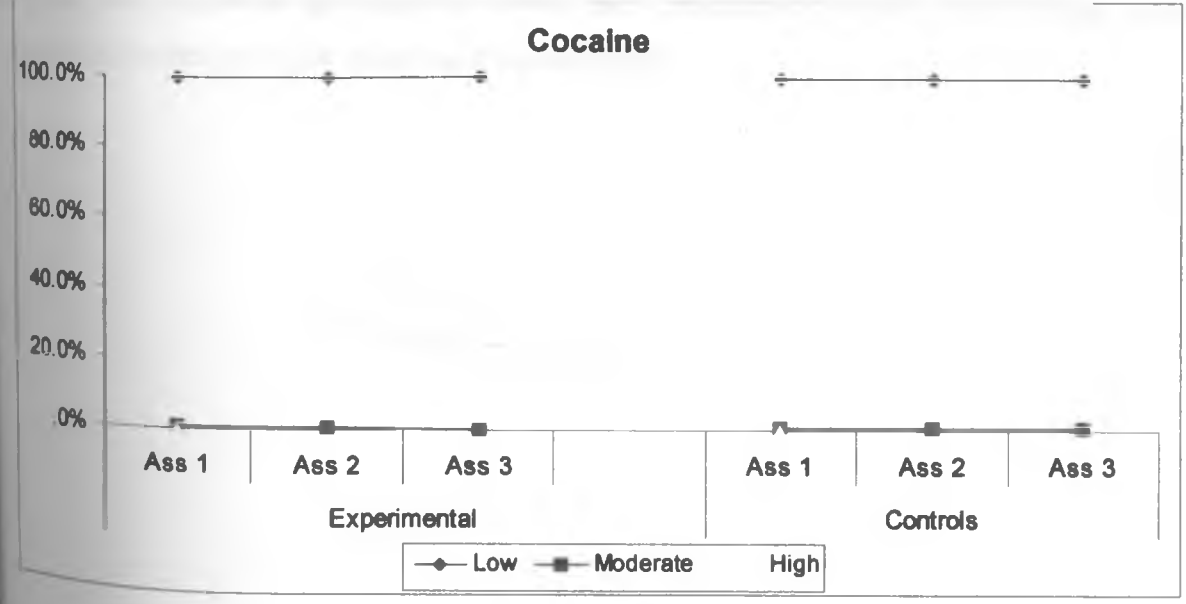 Cocaine
100.0%
80.0%
60.0%
40.0%
20.0%
.0%
Ass 1 Ass 2 Ass 3 Ass 1 Ass 2 Ass 3
Experimental Controls
Low Moderate High